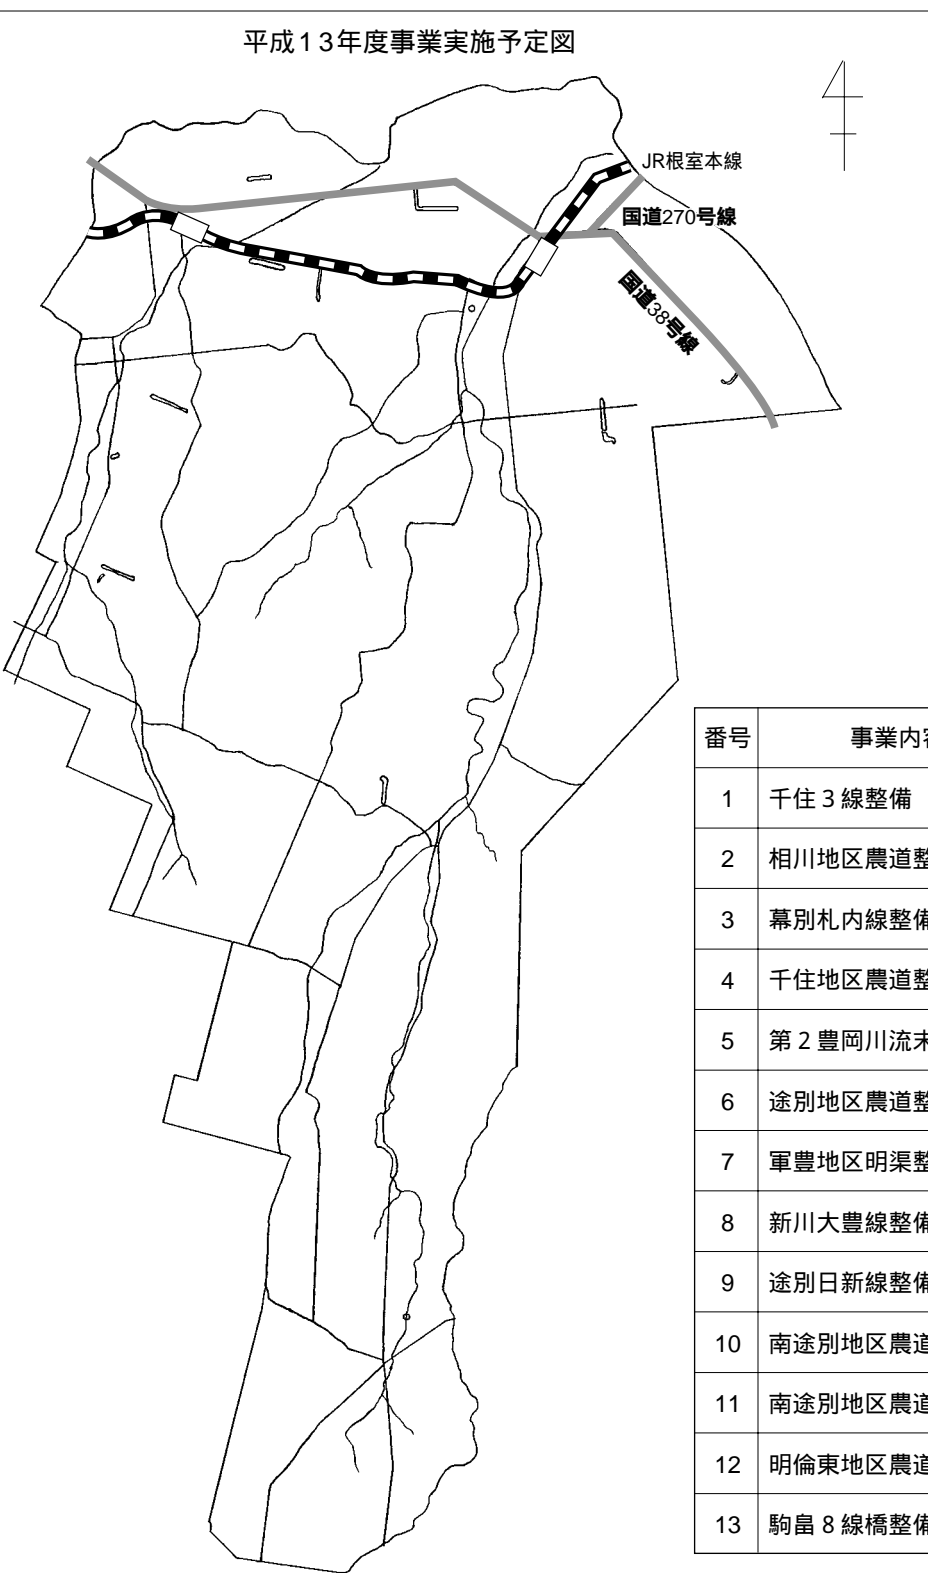 平成13年度事業実施予定図
JR根室本線
国道270号線
国道38号線
番号 事業内容
1 千住3線整備
2 相川地区農道整
3 幕別札内線整備
4 千住地区農道整
5 第2豊岡川流末
6 途別地区農道整
7 軍豊地区明渠整
8 新川大豊線整備
9 途別日新線整備
10 南途別地区農道
11 南途別地区農道
12 明倫東地区農道
13 駒畠8線橋整備